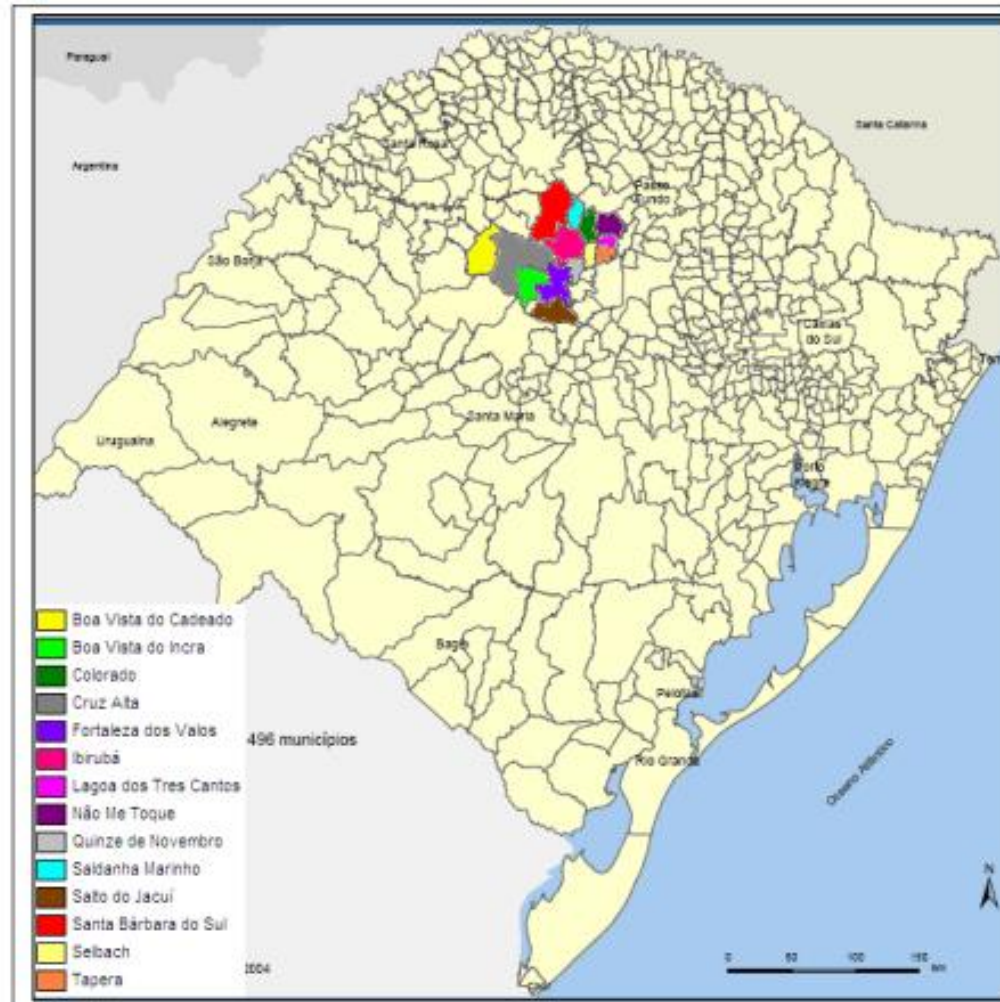 Paraguai
Santa Catarina
Argentina
Santa Rosa
Passo
Fundo
São Borja
Caxias
do Sul
Torr
Santa Maria
Alegrete
Uruguaina
Porto
Alegre
Boa Vista do Cadeado
Boa Vista do Incra
Colorado
Cruz Alta
Fortaleza dos Valos
Ibirubá
Lagoa dos Tres Cantos
Não Me Toque
Quinze de Novembro
Saldanha Marinho
Salto do Jacuí
Santa Bárbara do Sul
Selbach
Tapera
Bagé
Pelotas
496 municípios
Rio Grande
Oceano Atlântico
N
2004
0 50 100 150
km